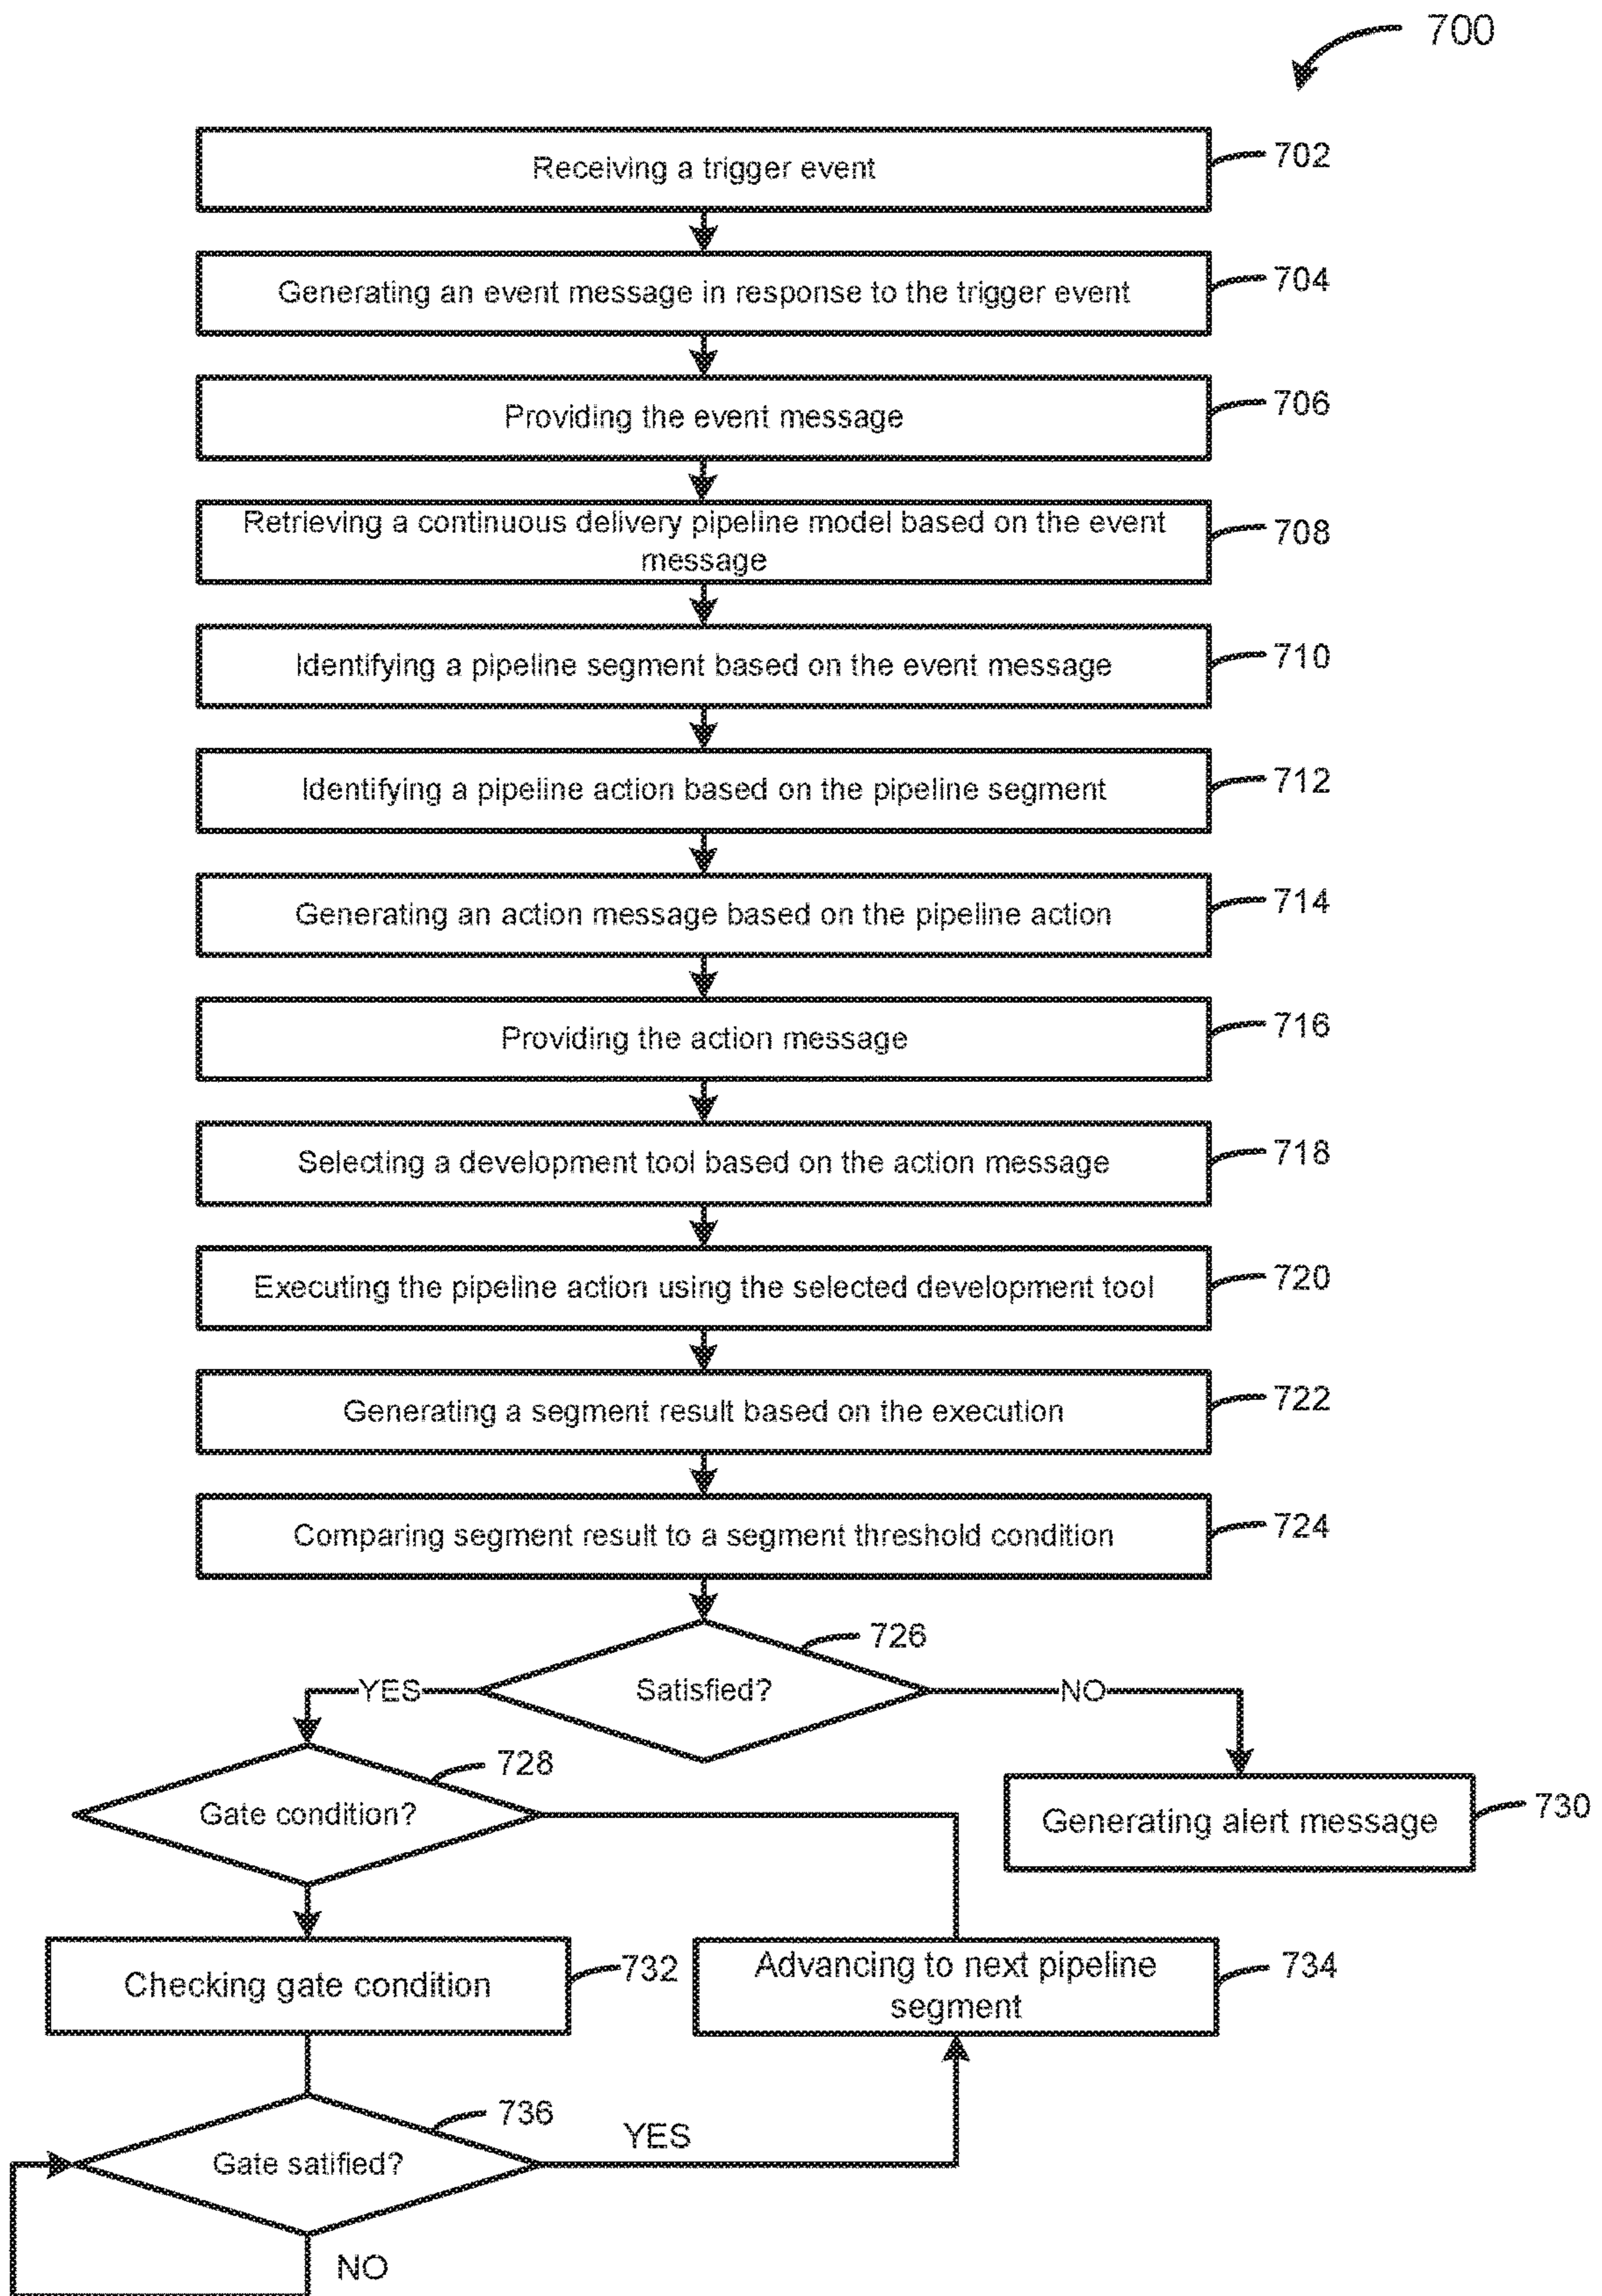 700
Receiving a trigger event
702
Generating an event message in response to the trigger event
704
Providing the event message
706
Retrieving a continuous delivery pipeline model based on the event
message
708
Identifying a pipeline segment based on the event message
710
Identifying a pipeline action based on the pipeline segment
712
Generating an action message based on the pipeline action
714
Providing the action message
716
Selecting a development tool based on the action message
718
Executing the pipeline action using the selected development tool
720
Generating a segment result based on the execution
722
Comparing segment result to a segment threshold condition
724
726
YES
Satisfied?
NO
728
Gate condition?
Generating alert message
730
Checking gate condition
732
Advancing to next pipeline
segment
734
736
Gate satified?
YES
NO